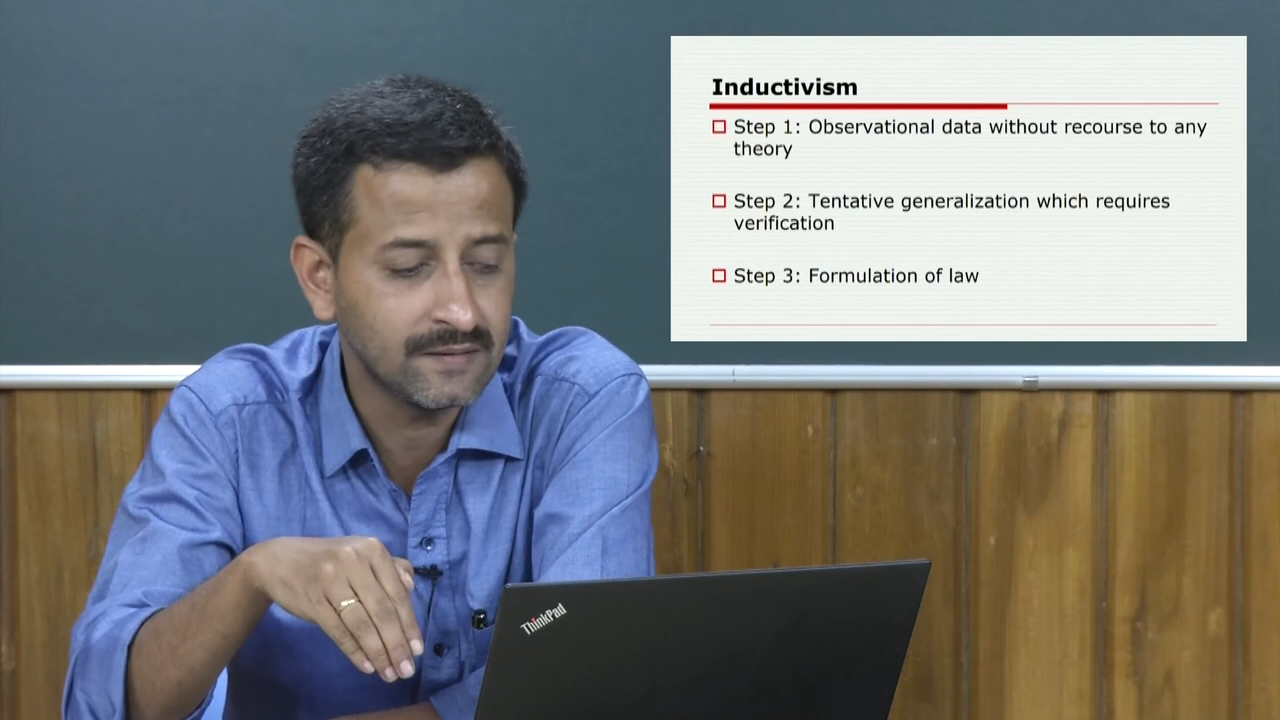 Inductivism
Step 1: Observational data without recourse to any
theory
Step 2: Tentative generalization which requires
verification
Step 3: Formulation of law
ThinkPad